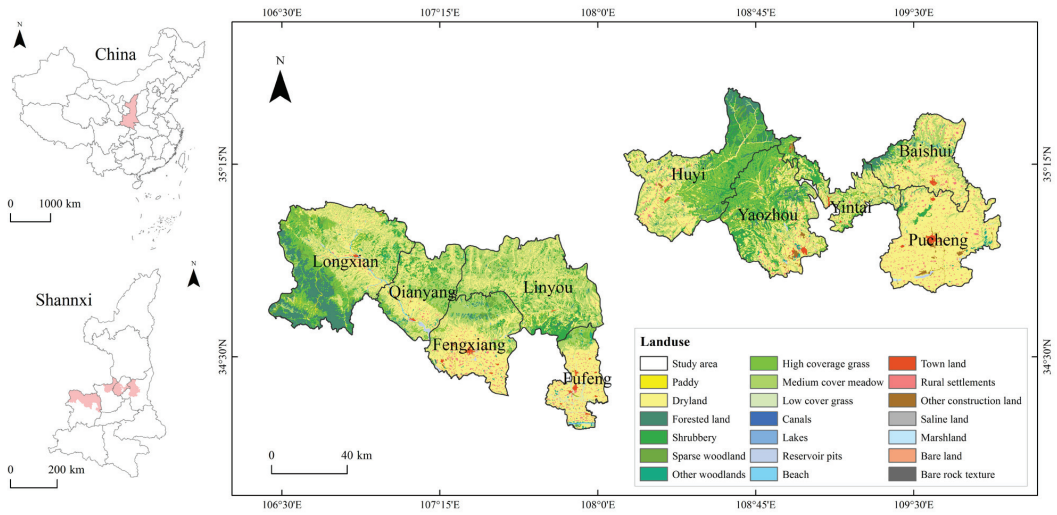 N
China
0 1000 km
N
Shannxi
0 200 km
106°30'E 107°15'E 108°0'E 108°45'E 109°30'E
35°15'N
34°30'N
35°15'N
34°30'N
N
Huyi
Baishui
Yaozhou
Yintai
Pucheng
Longxian
Qianyang
Linyou
Fengxiang
Fufeng
0 40 km
Landuse
Study area
Paddy
Dryland
Forested land
Shrubbery
Sparse woodland
Other woodlands
High coverage grass
Medium cover meadow
Low cover grass
Canals
Lakes
Reservoir pits
Beach
Town land
Rural settlements
Other construction land
Saline land
Marshland
Bare land
Bare rock texture
106°30'E 107°15'E 108°0'E 108°45'E 109°30'E